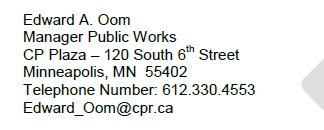 Edward A. Oom
Manager Public Works
CP Plaza – 120 South 6th Street
Minneapolis, MN  55402
Telephone Number: 612.330.4553
Edward_Oom@cpr.ca